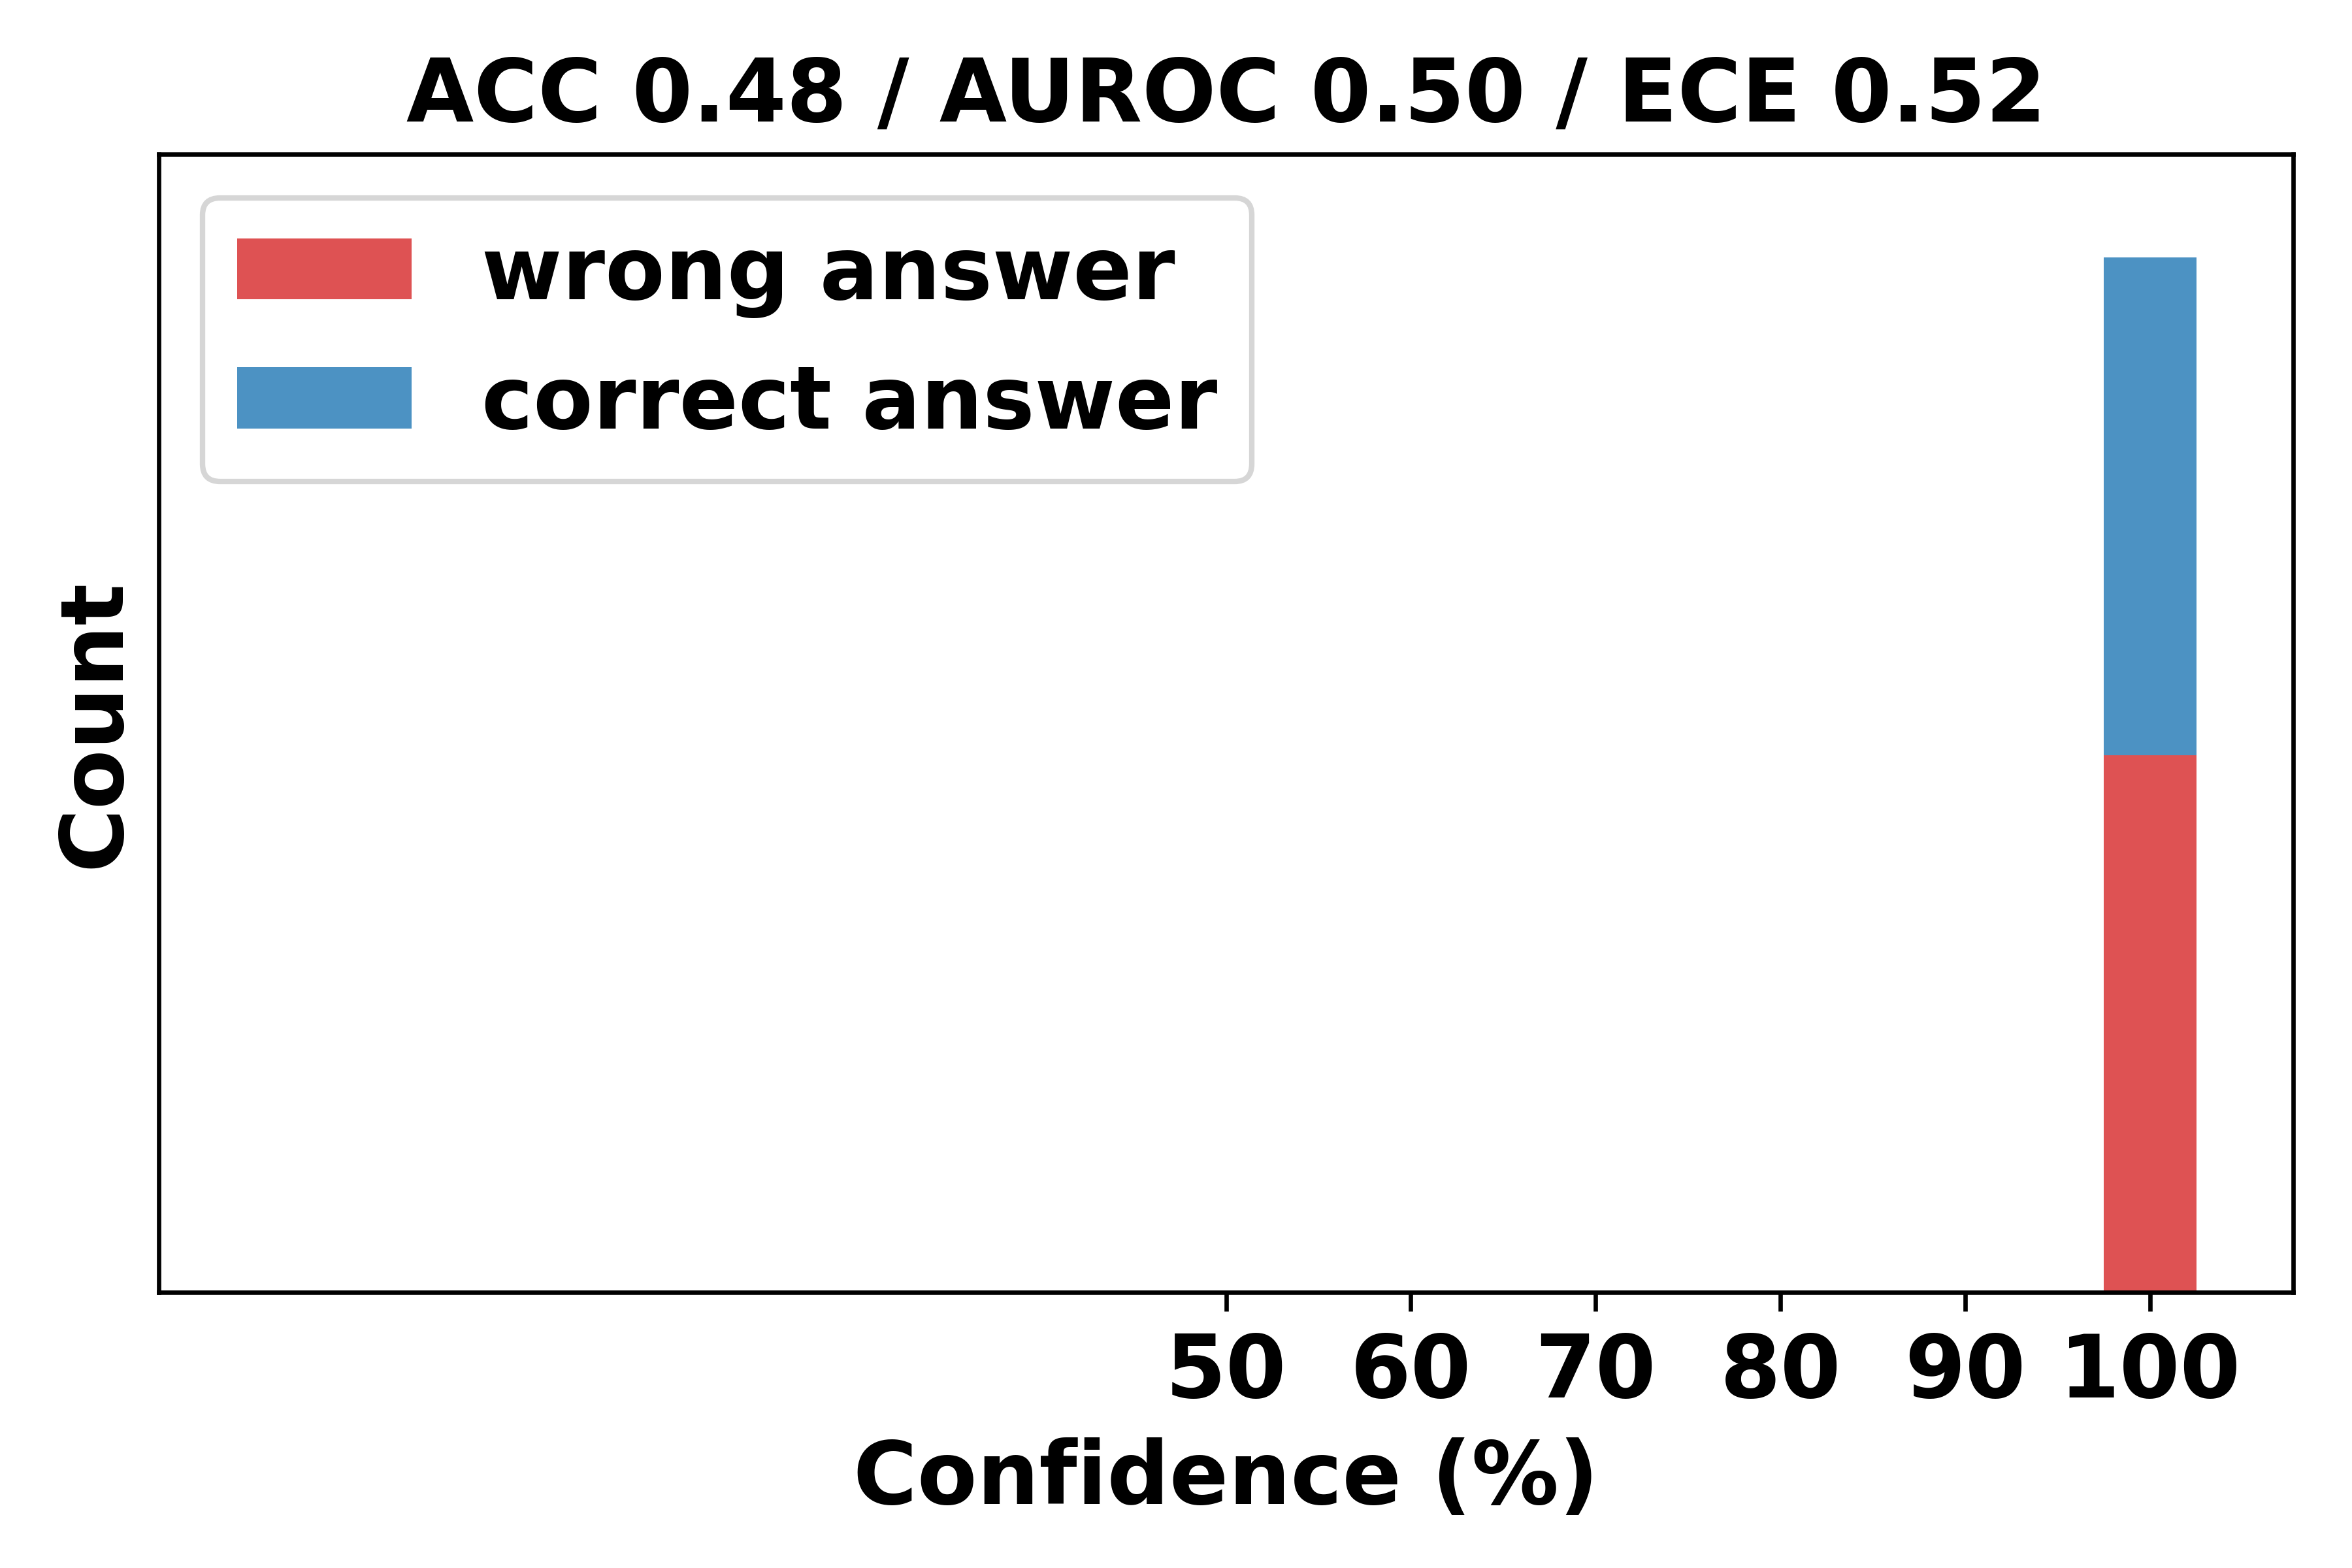 ACC 0.48 / AUROC 0.50 / ECE 0.52
wrong answer
correct answer
Count
50 60 70 80 90 100
Confidence (%)